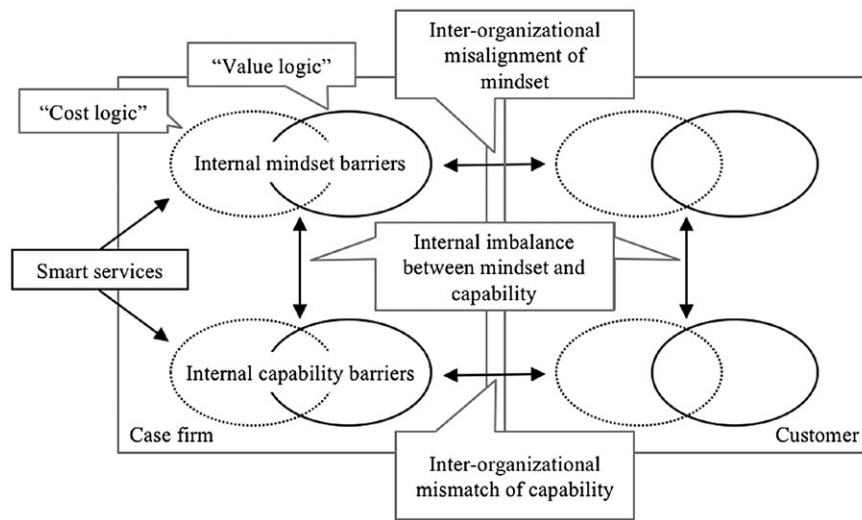 Inter-organizational
misalignment of
mindset
“Value logic”
“Cost logic”
Internal mindset barriers
Smart services
Internal imbalance
between mindset and
capability
Internal capability barriers
Case firm
Customer
Inter-organizational
mismatch of capability